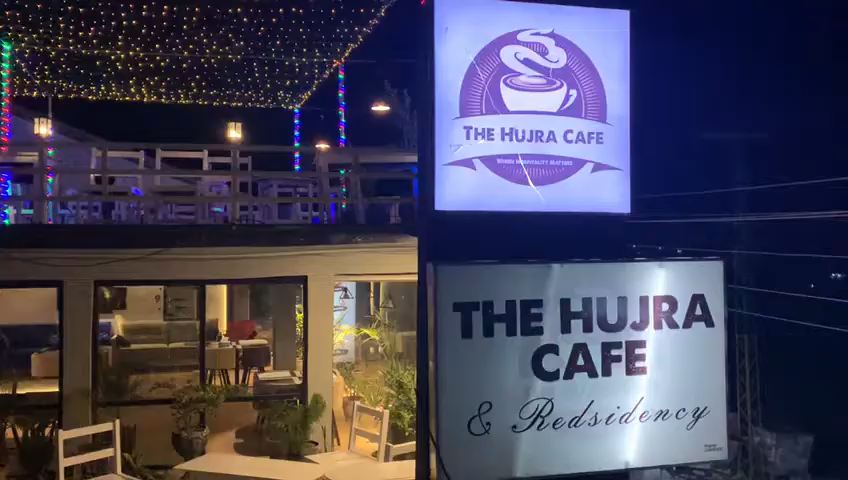 THE HUJRA CAFE
WHERE HOSPITALITY MATTERS
THE HUJRA
CAFE
& Redsidency